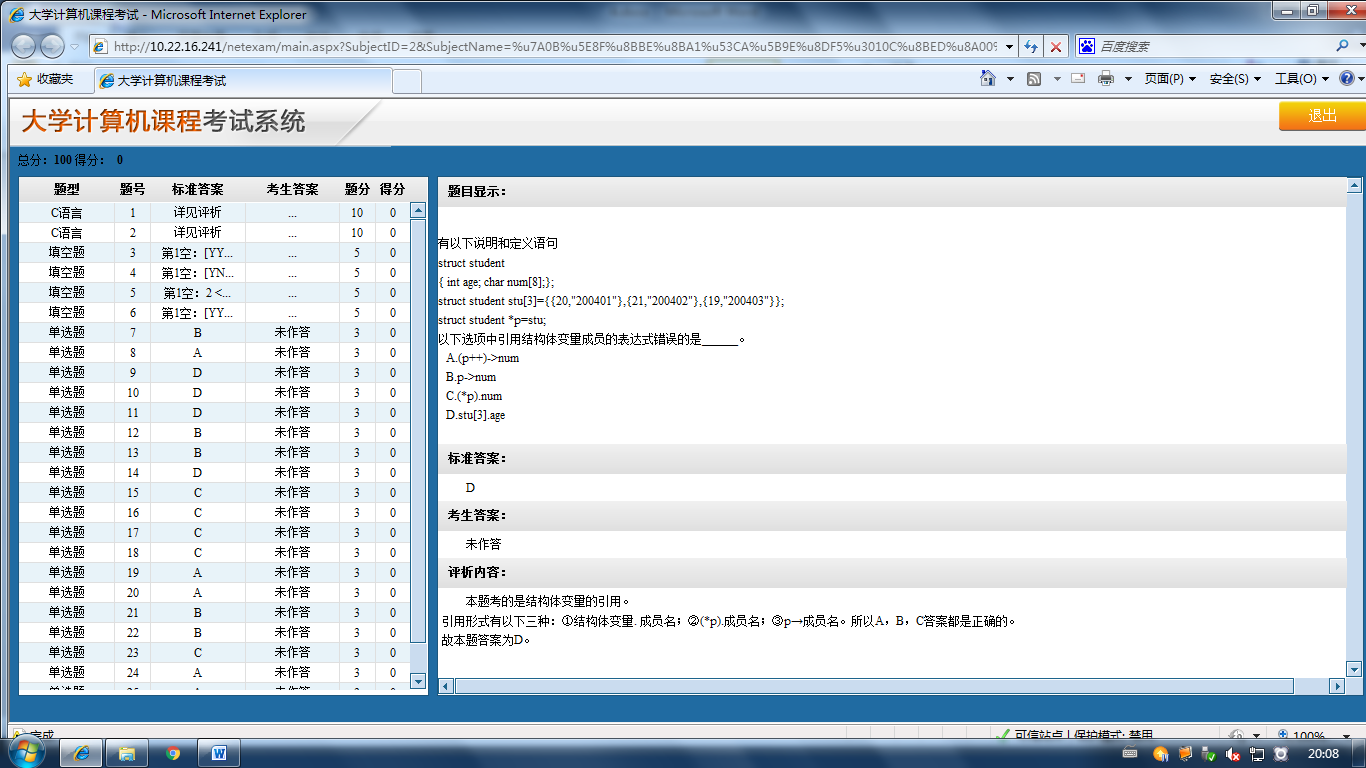 大学计算机课程考试 - Microsoft Internet Explorer
http://10.22.16.241/netexam/main.aspx?SubjectID=2&SubjectName=%u7A0B%u5E8F%u8BBE%u8BA1%u53CA%u5B9E%u8DF5%u3010C%u8BED%u8A009
百度搜索
收藏夹
大学计算机课程考试
页面(P)
安全(S)
工具(O)
大学计算机课程考试系统
退出
总分：100 得分： 0
题型 题号 标准答案 考生答案 题分 得分
C语言 1 详见评析 ... 10 0
C语言 2 详见评析 ... 10 0
填空题 3 第1空：[YY... ... 5 0
填空题 4 第1空：[YN... ... 5 0
填空题 5 第1空：2 <... ... 5 0
填空题 6 第1空：[YY... ... 5 0
单选题 7 B 未作答 3 0
单选题 8 A 未作答 3 0
单选题 9 D 未作答 3 0
单选题 10 D 未作答 3 0
单选题 11 D 未作答 3 0
单选题 12 B 未作答 3 0
单选题 13 B 未作答 3 0
单选题 14 D 未作答 3 0
单选题 15 C 未作答 3 0
单选题 16 C 未作答 3 0
单选题 17 C 未作答 3 0
单选题 18 C 未作答 3 0
单选题 19 A 未作答 3 0
单选题 20 A 未作答 3 0
单选题 21 B 未作答 3 0
单选题 22 B 未作答 3 0
单选题 23 C 未作答 3 0
单选题 24 A 未作答 3 0
题目显示：
有以下说明和定义语句
struct student
{ int age; char num[8];};
struct student stu[3]={{20,"200401"},{21,"200402"},{19,"200403"}};
struct student *p=stu;
以下选项中引用结构体变量成员的表达式错误的是______。
A.(p++)->num
B.p->num
C.(*p).num
D.stu[3].age
标准答案：
D
考生答案：
未作答
评析内容：
本题考的是结构体变量的引用。
引用形式有以下三种：①结构体变量. 成员名；②(*p).成员名；③p→成员名。所以A，B，C答案都是正确的。
故本题答案为D。
完成
可信站点 | 保护模式: 禁用
100%
20:08